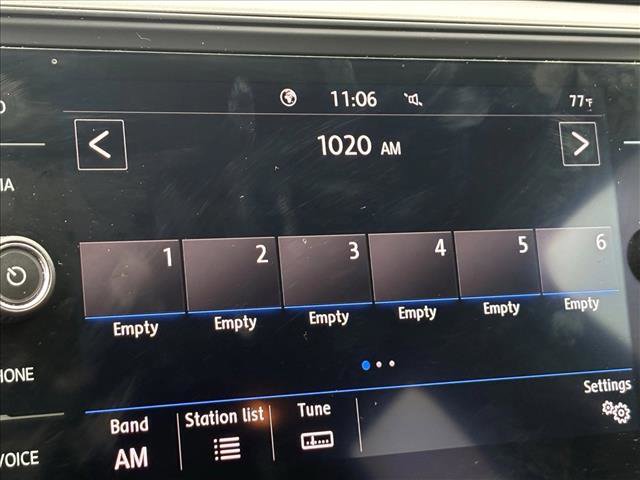 11:06
77°F
1020 AM
1 2 3 4 5 6
Empty Empty Empty Empty Empty Empty
HONE
Settings
Band Station list Tune
AM
VOICE